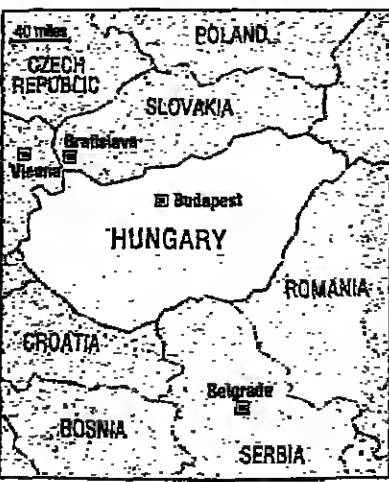 40 miles
POLAND
CZECH
REPUBLIC
SLOVAKIA
Bratislava
Vienna
Budapest
HUNGARY
ROMANIA
CROATIA
Belgrade
BOSNIA
SERBIA